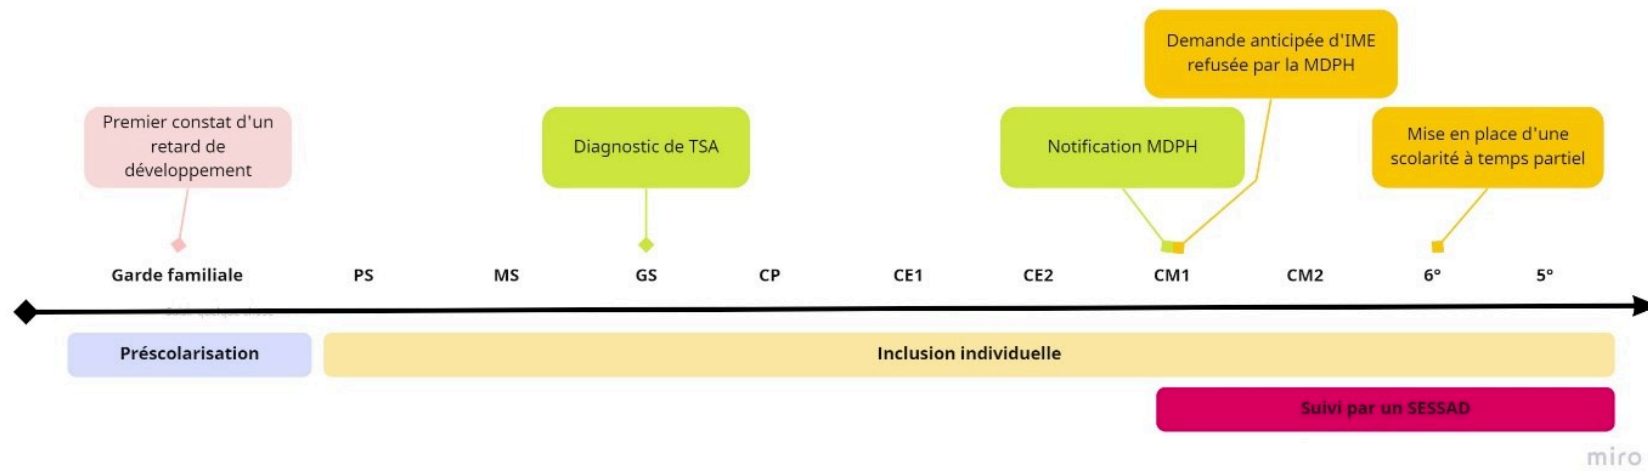 Demande anticipée d'IME
refusée par la MDPH
Premier constat d'un
retard de
développement
Diagnostic de TSA
Notification MDPH
Mise en place d'une
scolarité à temps partiel
Garde familiale
PS
MS
GS
CP
CE1
CE2
CM1
CM2
6°
5°
Préscolarisation
Inclusion individuelle
Suivi par un SESSAD
miro